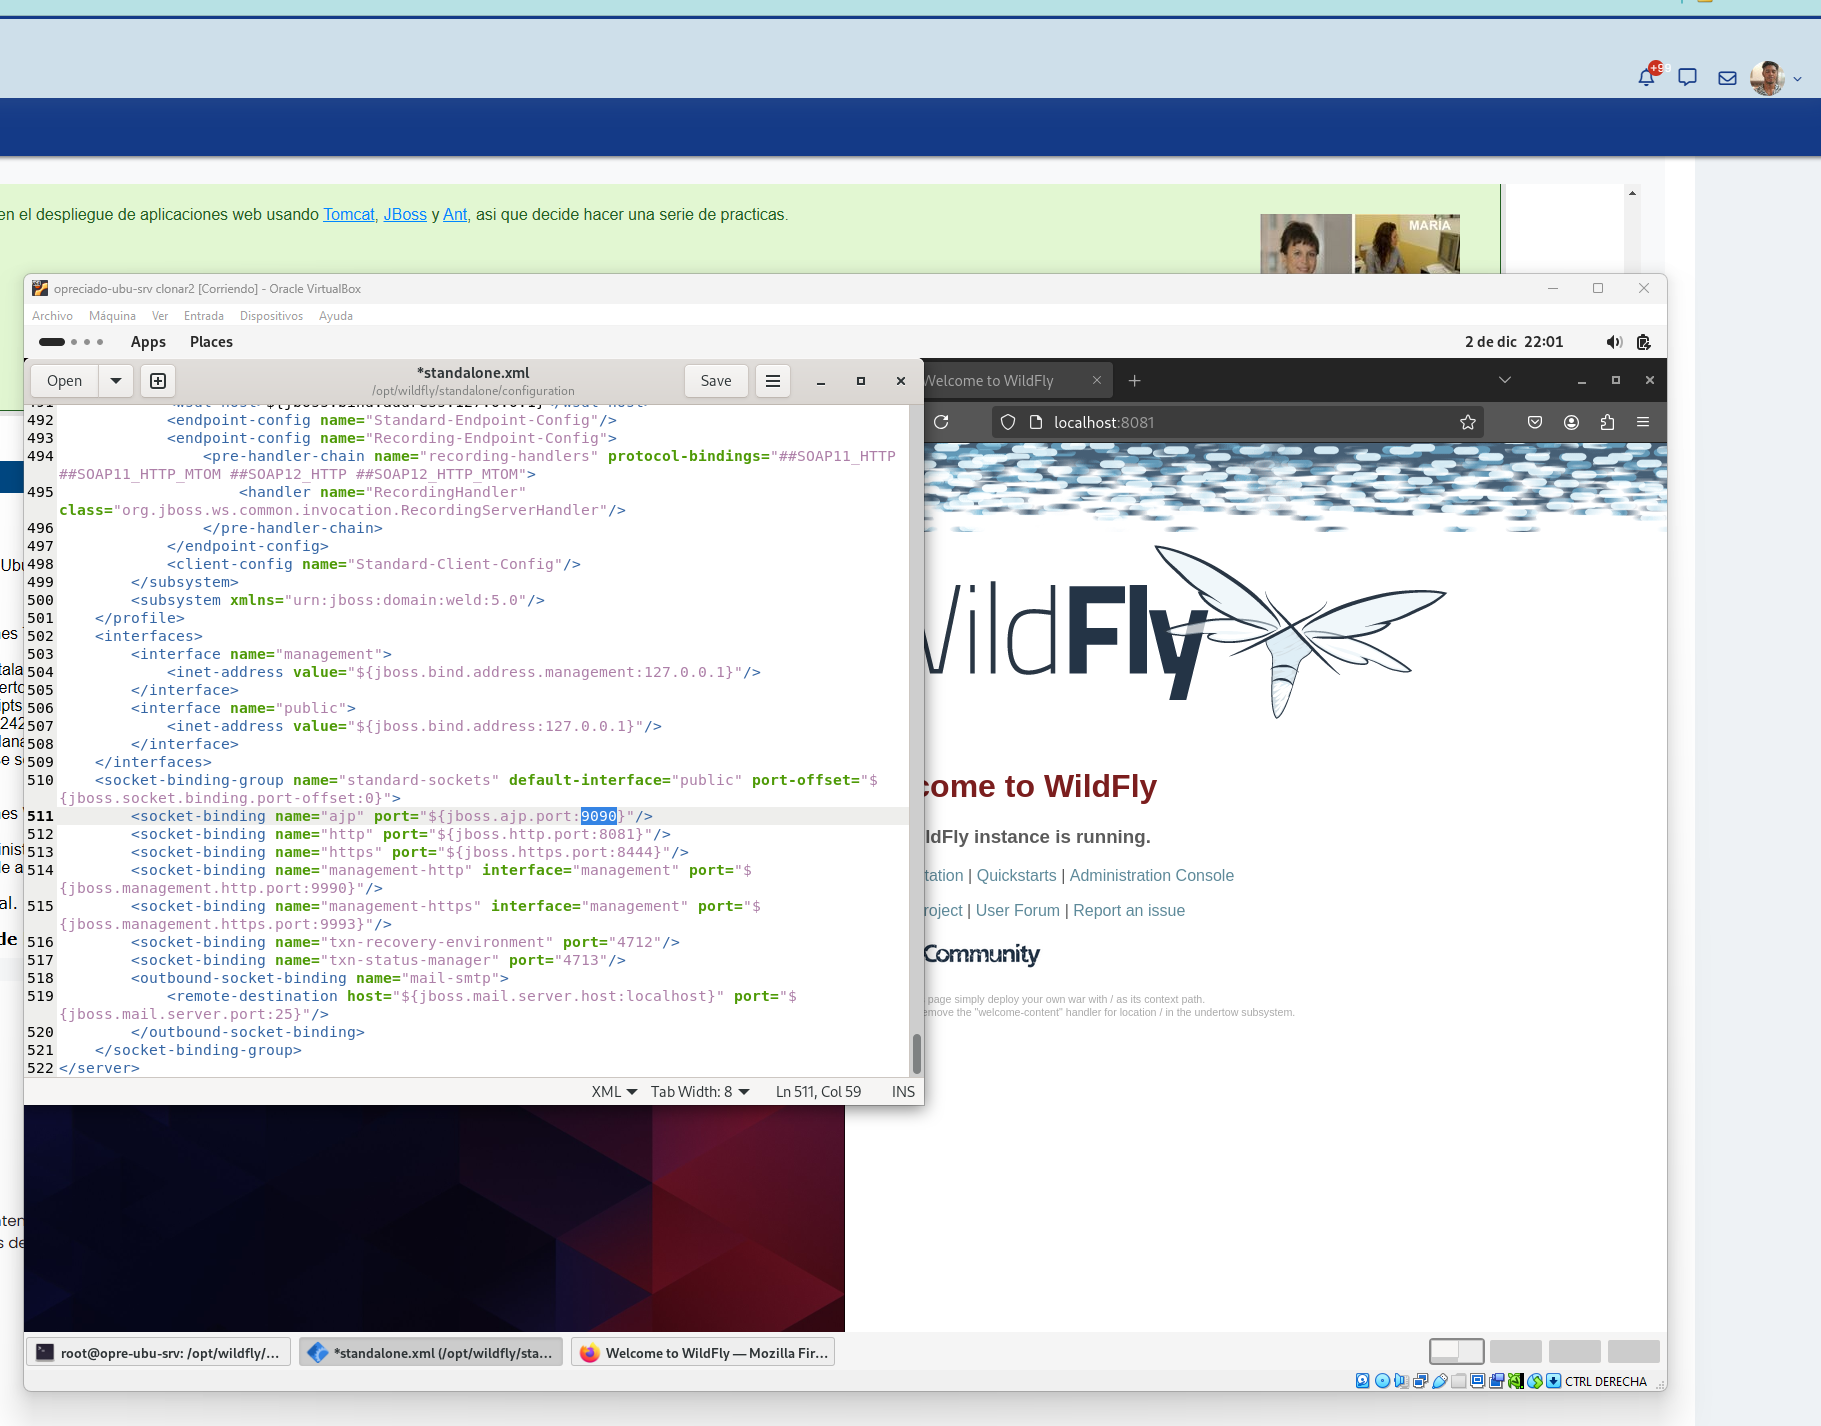 +99
en el despliegue de aplicaciones web usando Tomcat, JBoss y Ant, asi que decide hacer una serie de practicas.
MARÍA
opreciado-ubu-srv clonar2 [Corriendo] - Oracle VirtualBox
Archivo Máquina Ver Entrada Dispositivos Ayuda
Apps Places 2 de dic 22:01
Open *standalone.xml Save
/opt/wildfly/standalone/configuration
Welcome to WildFly
localhost:8081
492 <endpoint-config name="Standard-Endpoint-Config"/>
493 <endpoint-config name="Recording-Endpoint-Config">
494 <pre-handler-chain name="recording-handlers" protocol-bindings="##SOAP11_HTTP
##SOAP11_HTTP_MTOM ##SOAP12_HTTP ##SOAP12_HTTP_MTOM">
495 <handler name="RecordingHandler"
class="org.jboss.ws.common.invocation.RecordingServerHandler"/>
496 </pre-handler-chain>
497 </endpoint-config>
498 <client-config name="Standard-Client-Config"/>
499 </subsystem>
500 <subsystem xmlns="urn:jboss:domain:weld:5.0"/>
501 </profile>
502 <interfaces>
503 <interface name="management">
504 <inet-address value="${jboss.bind.address.management:127.0.0.1}"/>
505 </interface>
506 <interface name="public">
507 <inet-address value="${jboss.bind.address:127.0.0.1}"/>
508 </interface>
509 </interfaces>
510 <socket-binding-group name="standard-sockets" default-interface="public" port-offset="$
{jboss.socket.binding.port-offset:0}">
511 <socket-binding name="ajp" port="${jboss.ajp.port:9090}"/>
512 <socket-binding name="http" port="${jboss.http.port:8081}"/>
513 <socket-binding name="https" port="${jboss.https.port:8444}"/>
514 <socket-binding name="management-http" interface="management" port="$
{jboss.management.http.port:9990}"/>
515 <socket-binding name="management-https" interface="management" port="$
{jboss.management.https.port:9993}"/>
516 <socket-binding name="txn-recovery-environment" port="4712"/>
517 <socket-binding name="txn-status-manager" port="4713"/>
518 <outbound-socket-binding name="mail-smtp">
519 <remote-destination host="${jboss.mail.server.host:localhost}" port="$
{jboss.mail.server.port:25}"/>
520 </outbound-socket-binding>
521 </socket-binding-group>
522 </server>
XML Tab Width: 8 Ln 511, Col 59 INS
WildFly
come to WildFly
ldFly instance is running.
tation | Quickstarts | Administration Console
roject | User Forum | Report an issue
Community
page simply deploy your own war with / as its context path.
emove the "welcome-content" handler for location / in the undertow subsystem.
root@opre-ubu-srv: /opt/wildfly/... *standalone.xml (/opt/wildfly/sta... Welcome to WildFly — Mozilla Fir...
CTRL DERECHA